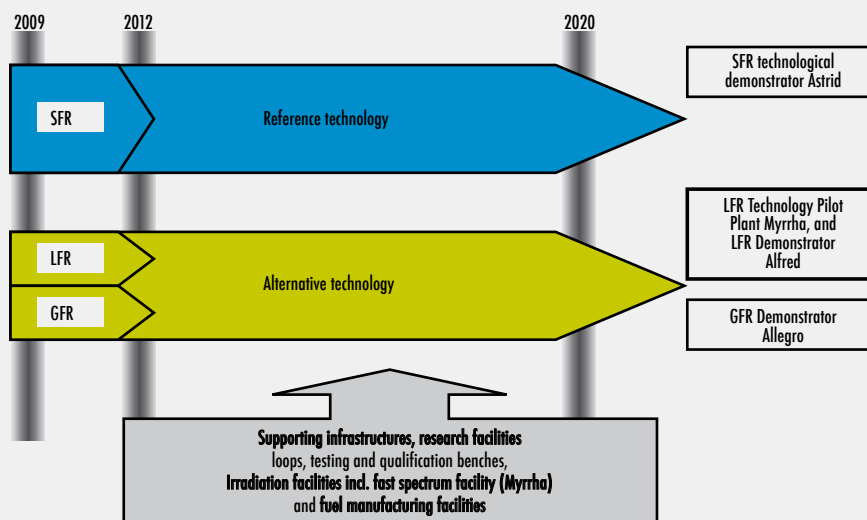 2009
2012
2020
SFR
Reference technology
SFR technological
demonstrator Astrid
LFR
GFR
Alternative technology
LFR Technology Pilot
Plant Myrrha, and
LFR Demonstrator
Alfred
GFR Demonstrator
Allegro
Supporting infrastructures, research facilities
loops, testing and qualification benches,
Irradiation facilities incl. fast spectrum facility (Myrrha)
and fuel manufacturing facilities